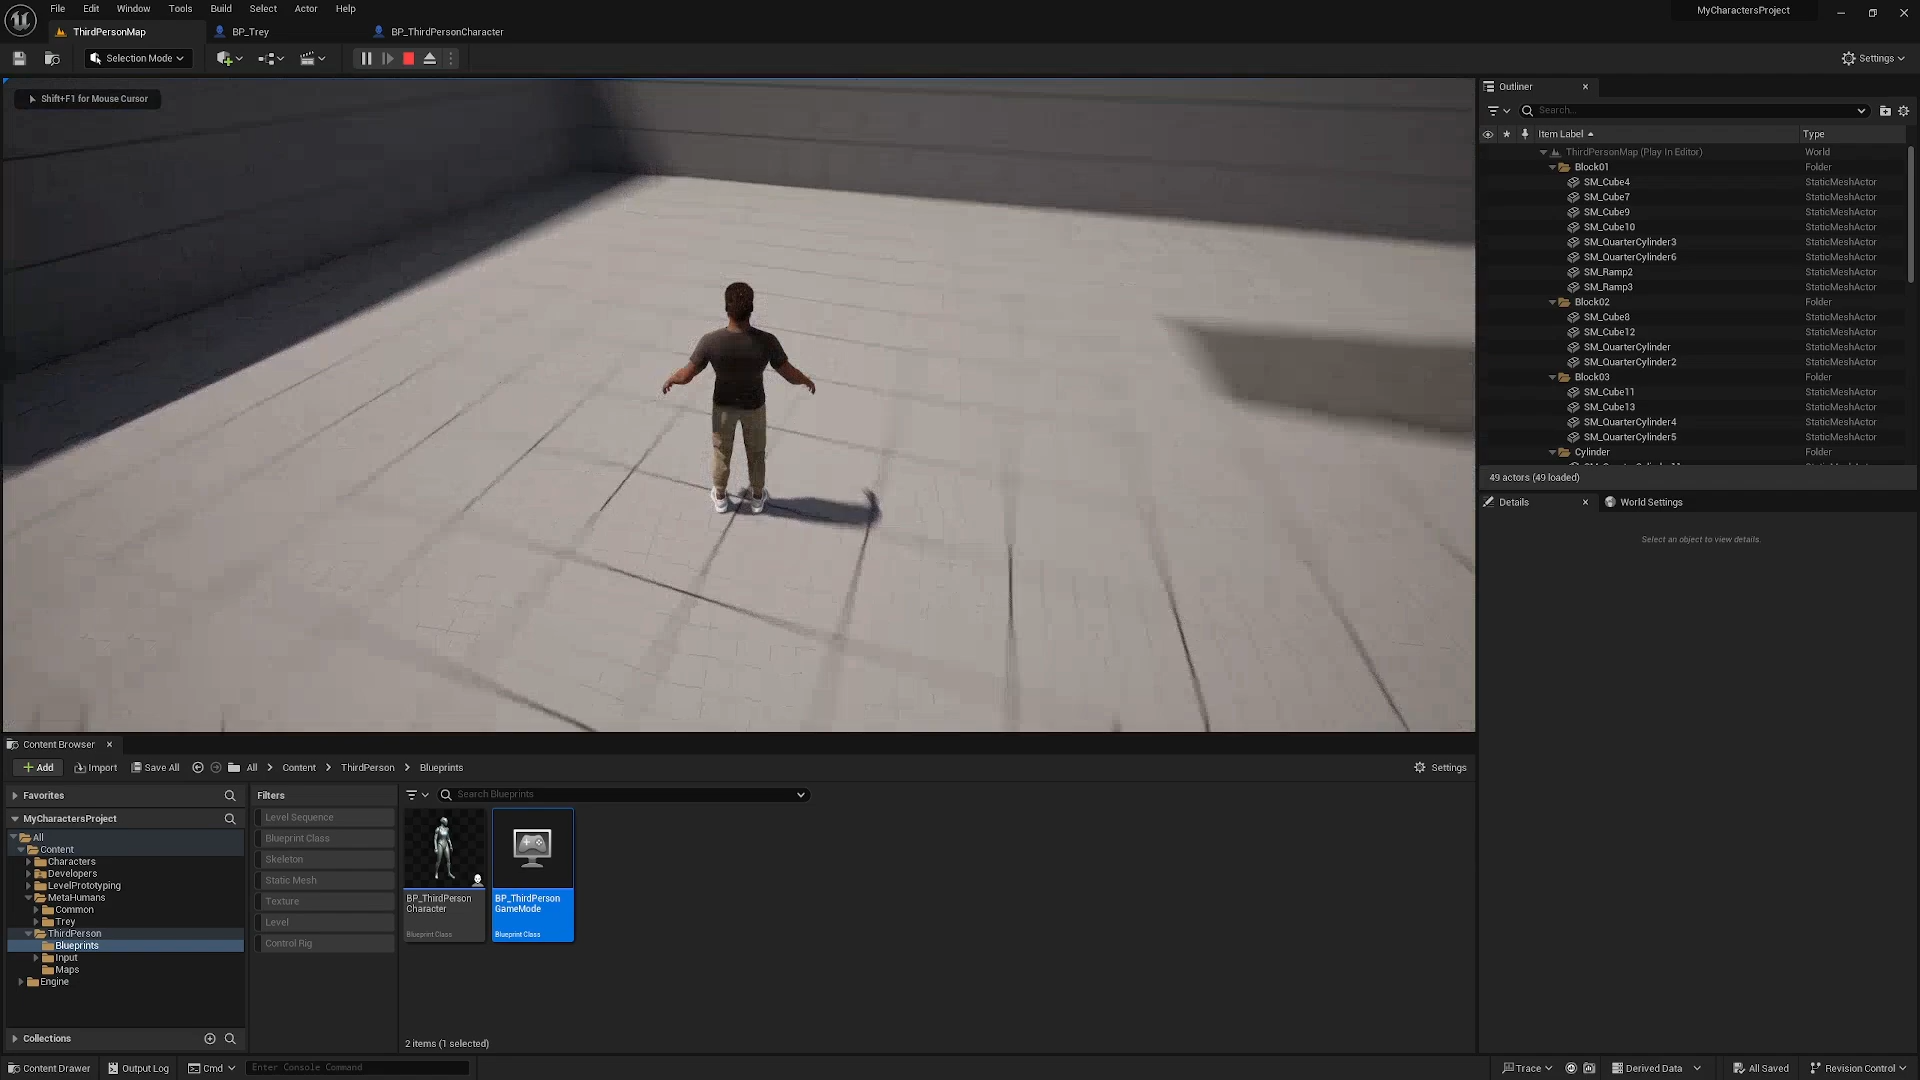 File Edit Window Tools Build Select Actor Help
MyCharactersProject
ThirdPersonMap
BP_Trey
BP_ThirdPersonCharacter
Selection Mode
Settings
Shift+F1 for Mouse Cursor
Outliner
Search...
Item Label
Type
ThirdPersonMap (Play In Editor) World
Block01 Folder
SM_Cube4 StaticMeshActor
SM_Cube7 StaticMeshActor
SM_Cube9 StaticMeshActor
SM_Cube10 StaticMeshActor
SM_QuarterCylinder3 StaticMeshActor
SM_QuarterCylinder6 StaticMeshActor
SM_Ramp2 StaticMeshActor
SM_Ramp3 StaticMeshActor
Block02 Folder
SM_Cube8 StaticMeshActor
SM_Cube12 StaticMeshActor
SM_QuarterCylinder StaticMeshActor
SM_QuarterCylinder2 StaticMeshActor
Block03 Folder
SM_Cube11 StaticMeshActor
SM_Cube13 StaticMeshActor
SM_QuarterCylinder4 StaticMeshActor
SM_QuarterCylinder5 StaticMeshActor
Cylinder Folder
49 actors (49 loaded)
Details
World Settings
Select an object to view details.
Content Browser
Add Import Save All All Content ThirdPerson Blueprints
Settings
Favorites
MyCharactersProject
All
Content
Characters
Developers
LevelPrototyping
MetaHumans
Common
Trey
ThirdPerson
Blueprints
Input
Maps
Engine
Collections
Filters
Level Sequence
Blueprint Class
Skeleton
Static Mesh
Texture
Level
Control Rig
Search Blueprints
BP_ThirdPerson
Character
Blueprint Class
BP_ThirdPerson
GameMode
Blueprint Class
2 items (1 selected)
Content Drawer
Output Log
Cmd
Enter Console Command
Trace
Derived Data
All Saved
Revision Control